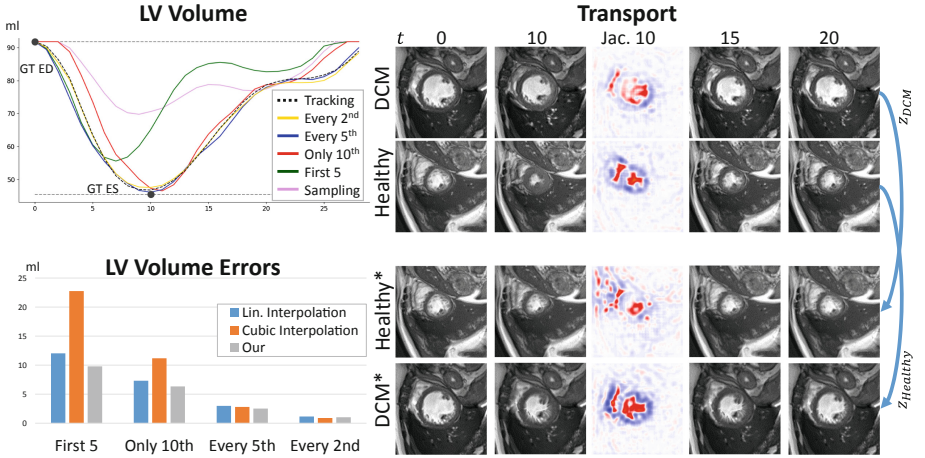 LV Volume
ml
90
80
70
60
50
GT ED
GT ES
0
5
10
15
20
25
Tracking
Every 2nd
Every 5th
Only 10th
First 5
Sampling
LV Volume Errors
ml
25
20
15
10
5
0
Lin. Interpolation
Cubic Interpolation
Our
First 5
Only 10th
Every 5th
Every 2nd
Transport
t 0 10 Jac. 10 15 20
DCM
Healthy
Healthy*
DCM*
z_DCM
z_Healthy